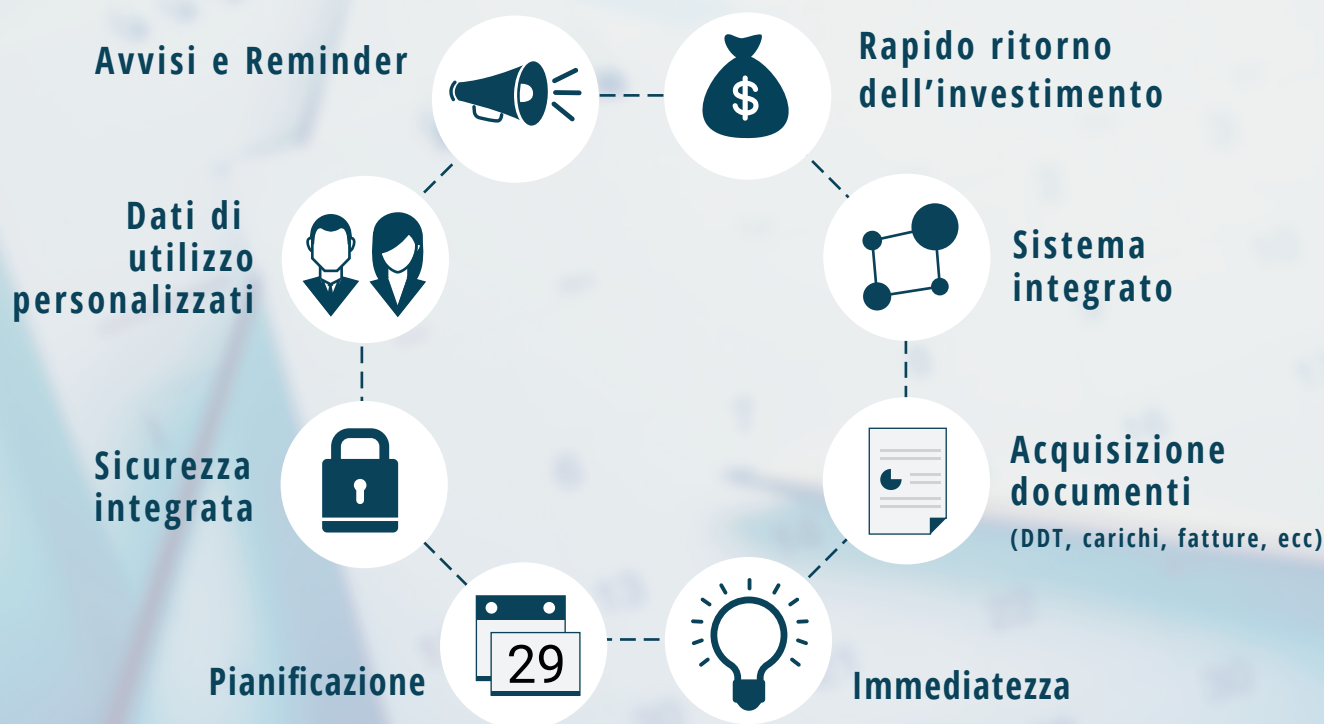 Avvisi e Reminder
Rapido ritorno
dell’investimento
$
Dati di
utilizzo
personalizzati
Sistema
integrato
Sicurezza
integrata
Acquisizione
documenti
(DDT, carichi, fatture, ecc)
29
Pianificazione
Immediatezza